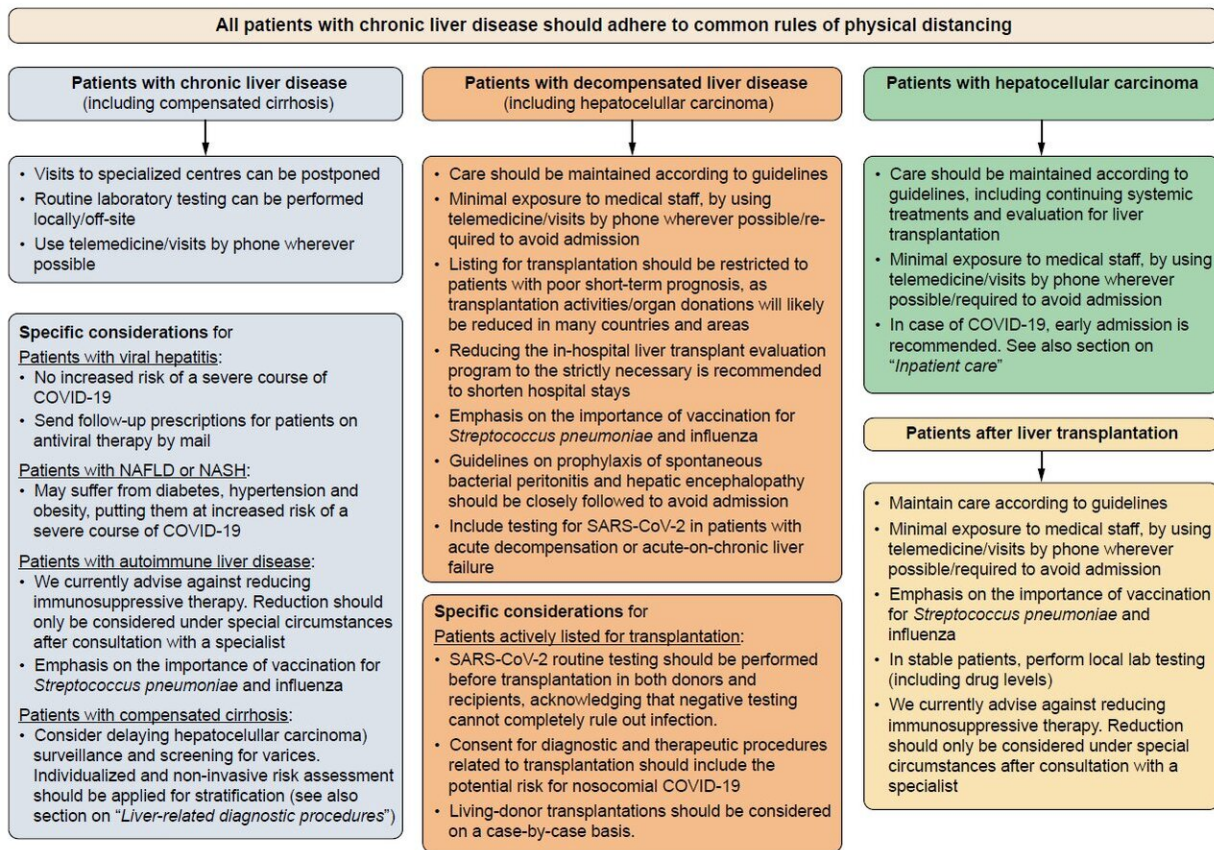 All patients with chronic liver disease should adhere to common rules of physical distancing
Patients with chronic liver disease
(including compensated cirrhosis)
• Visits to specialized centres can be postponed
• Routine laboratory testing can be performed
locally/off-site
• Use telemedicine/visits by phone wherever
possible
Specific considerations for
Patients with viral hepatitis:
• No increased risk of a severe course of
COVID-19
• Send follow-up prescriptions for patients on
antiviral therapy by mail
Patients with NAFLD or NASH:
• May suffer from diabetes, hypertension and
obesity, putting them at increased risk of a
severe course of COVID-19
Patients with autoimmune liver disease:
• We currently advise against reducing
immunosuppressive therapy. Reduction should
only be considered under special circumstances
after consultation with a specialist
• Emphasis on the importance of vaccination for
Streptococcus pneumoniae and influenza
Patients with compensated cirrhosis:
• Consider delaying hepatocelullar carcinoma)
surveillance and screening for varices.
Individualized and non-invasive risk assessment
should be applied for stratification (see also
section on “Liver-related diagnostic procedures”)
Patients with decompensated liver disease
(including hepatocelullar carcinoma)
• Care should be maintained according to guidelines
• Minimal exposure to medical staff, by using
telemedicine/visits by phone wherever possible/re-
quired to avoid admission
• Listing for transplantation should be restricted to
patients with poor short-term prognosis, as
transplantation activities/organ donations will likely
be reduced in many countries and areas
• Reducing the in-hospital liver transplant evaluation
program to the strictly necessary is recommended
to shorten hospital stays
• Emphasis on the importance of vaccination for
Streptococcus pneumoniae and influenza
• Guidelines on prophylaxis of spontaneous
bacterial peritonitis and hepatic encephalopathy
should be closely followed to avoid admission
• Include testing for SARS-CoV-2 in patients with
acute decompensation or acute-on-chronic liver
failure
Specific considerations for
Patients actively listed for transplantation:
• SARS-CoV-2 routine testing should be performed
before transplantation in both donors and
recipients, acknowledging that negative testing
cannot completely rule out infection.
• Consent for diagnostic and therapeutic procedures
related to transplantation should include the
potential risk for nosocomial COVID-19
• Living-donor transplantations should be considered
on a case-by-case basis.
Patients with hepatocellular carcinoma
• Care should be maintained according to
guidelines, including continuing systemic
treatments and evaluation for liver
transplantation
• Minimal exposure to medical staff, by using
telemedicine/visits by phone wherever
possible/required to avoid admission
• In case of COVID-19, early admission is
recommended. See also section on
“Inpatient care”
Patients after liver transplantation
• Maintain care according to guidelines
• Minimal exposure to medical staff, by using
telemedicine/visits by phone wherever
possible/required to avoid admission
• Emphasis on the importance of vaccination
for Streptococcus pneumoniae and
influenza
• In stable patients, perform local lab testing
(including drug levels)
• We currently advise against reducing
immunosuppressive therapy. Reduction
should only be considered under special
circumstances after consultation with a
specialist